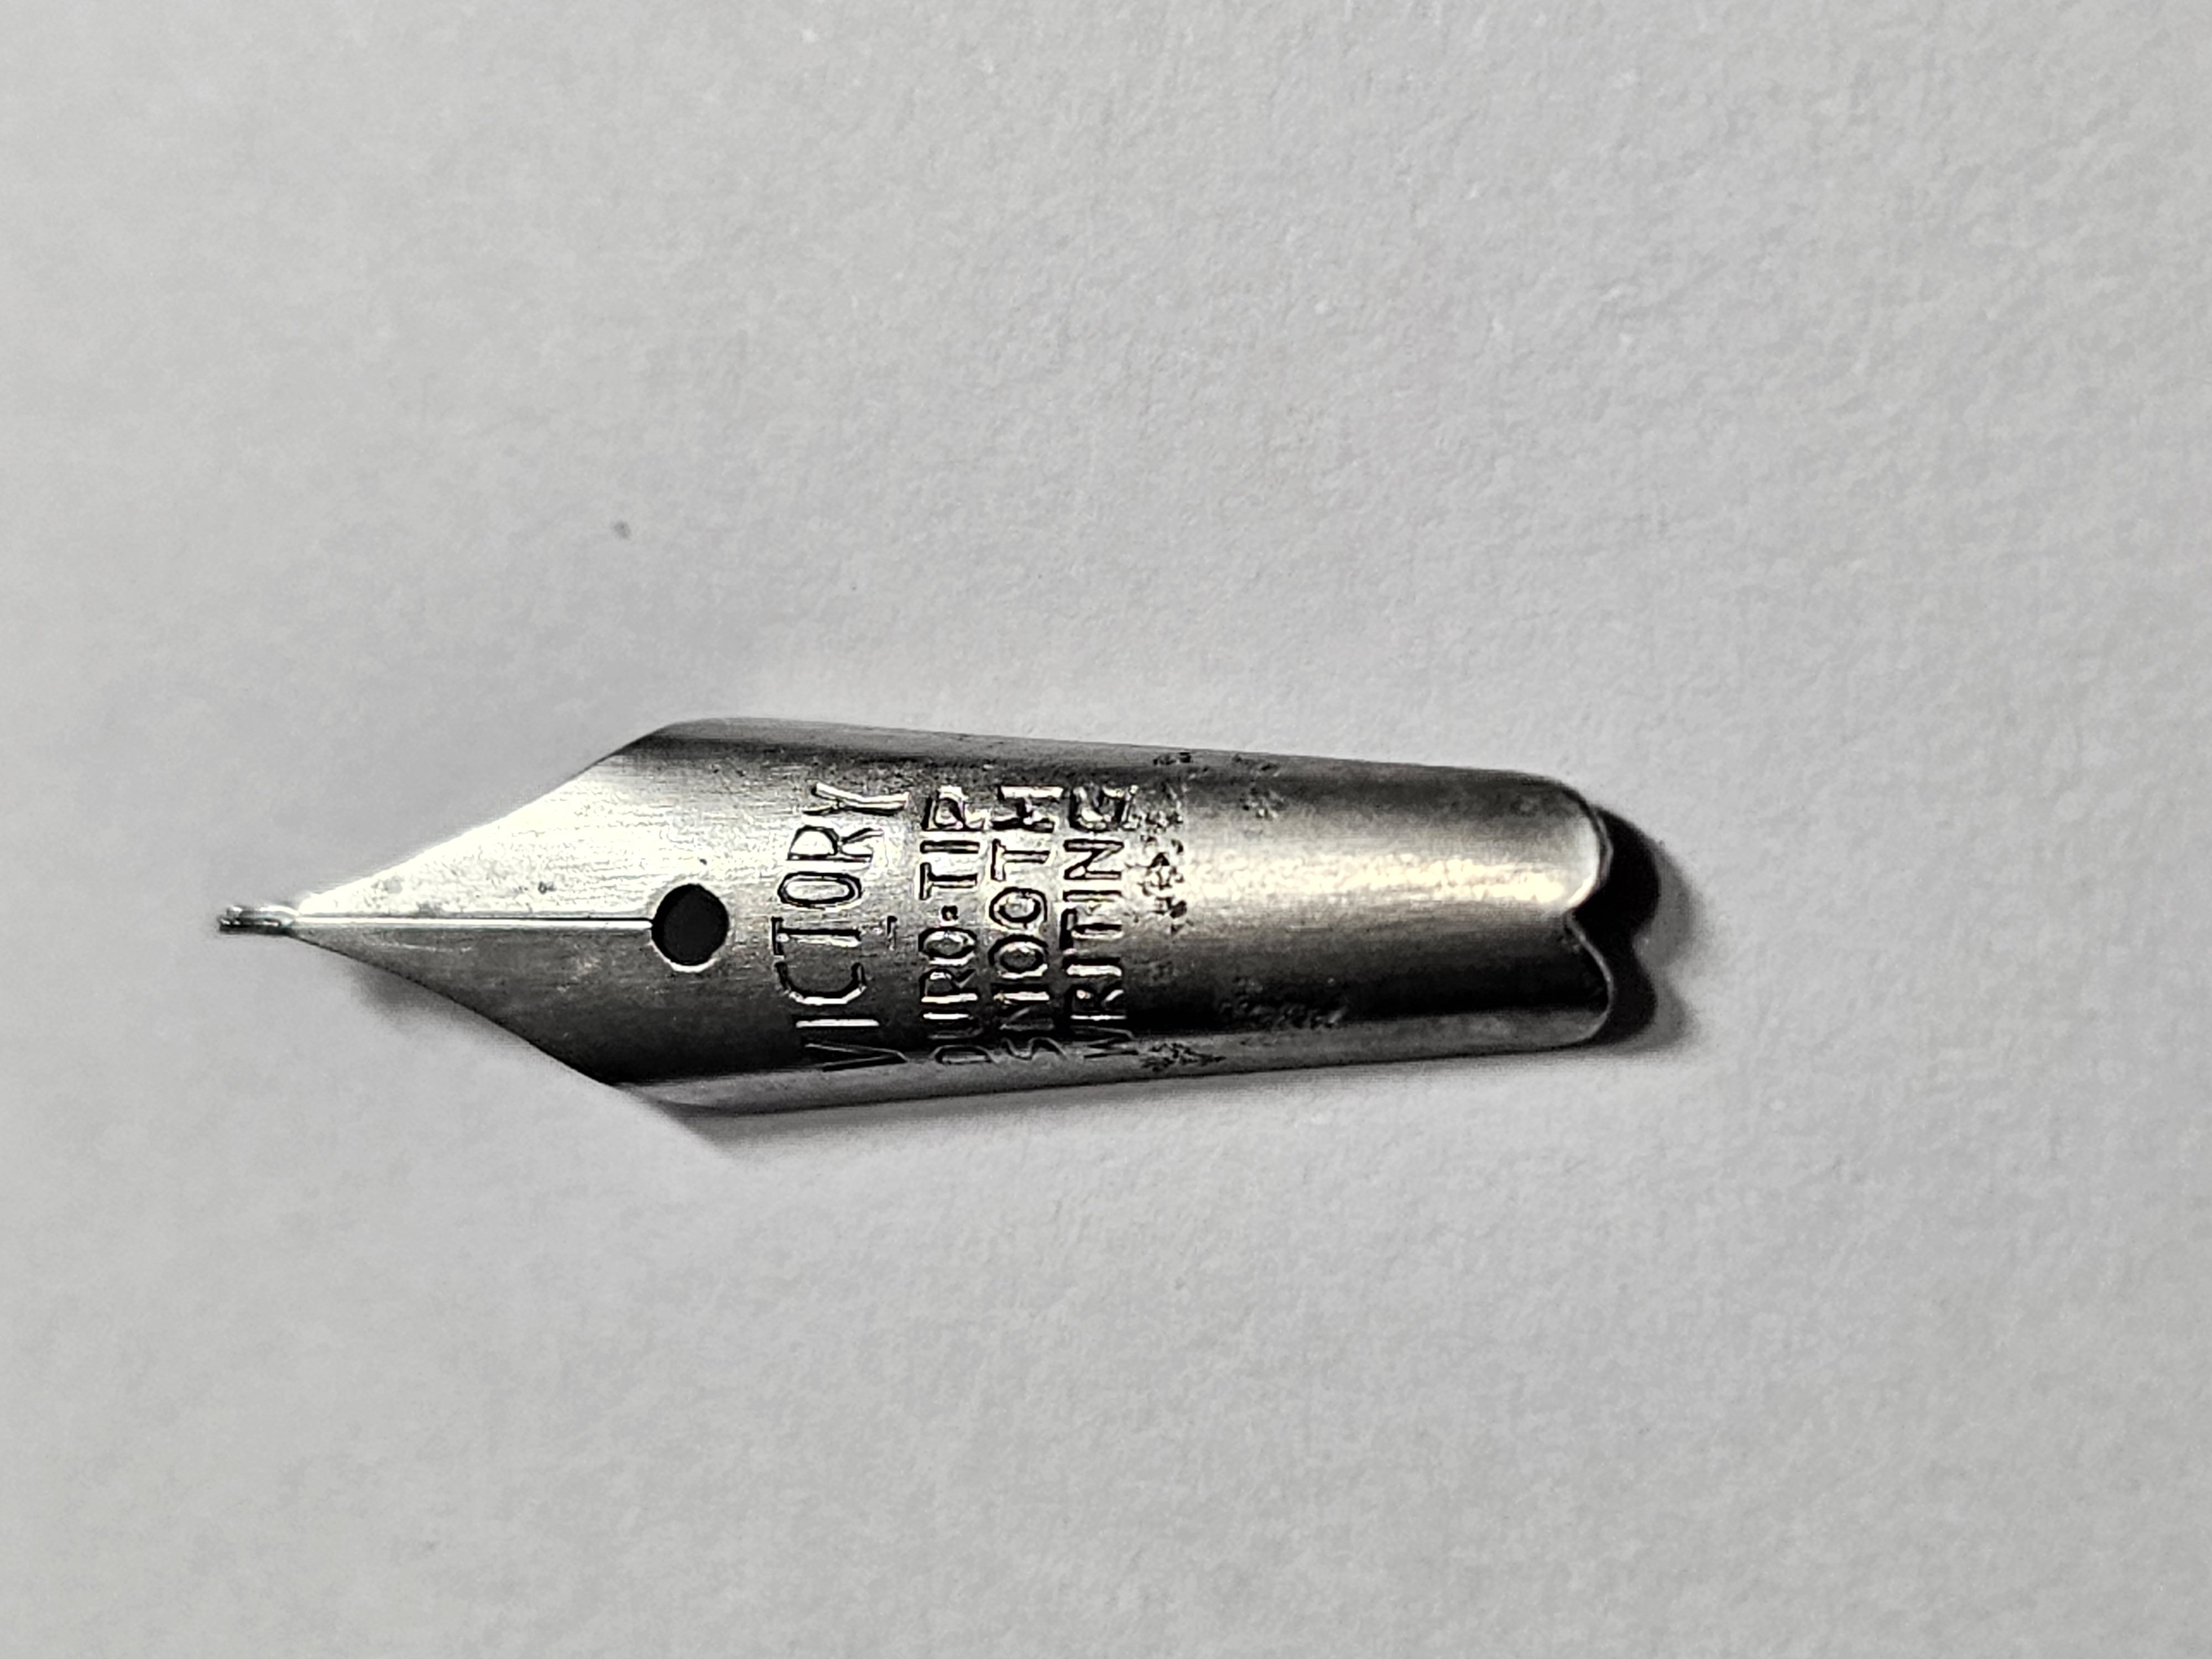 VICTORY
DURO-TIP
SMOOTH
WRITING